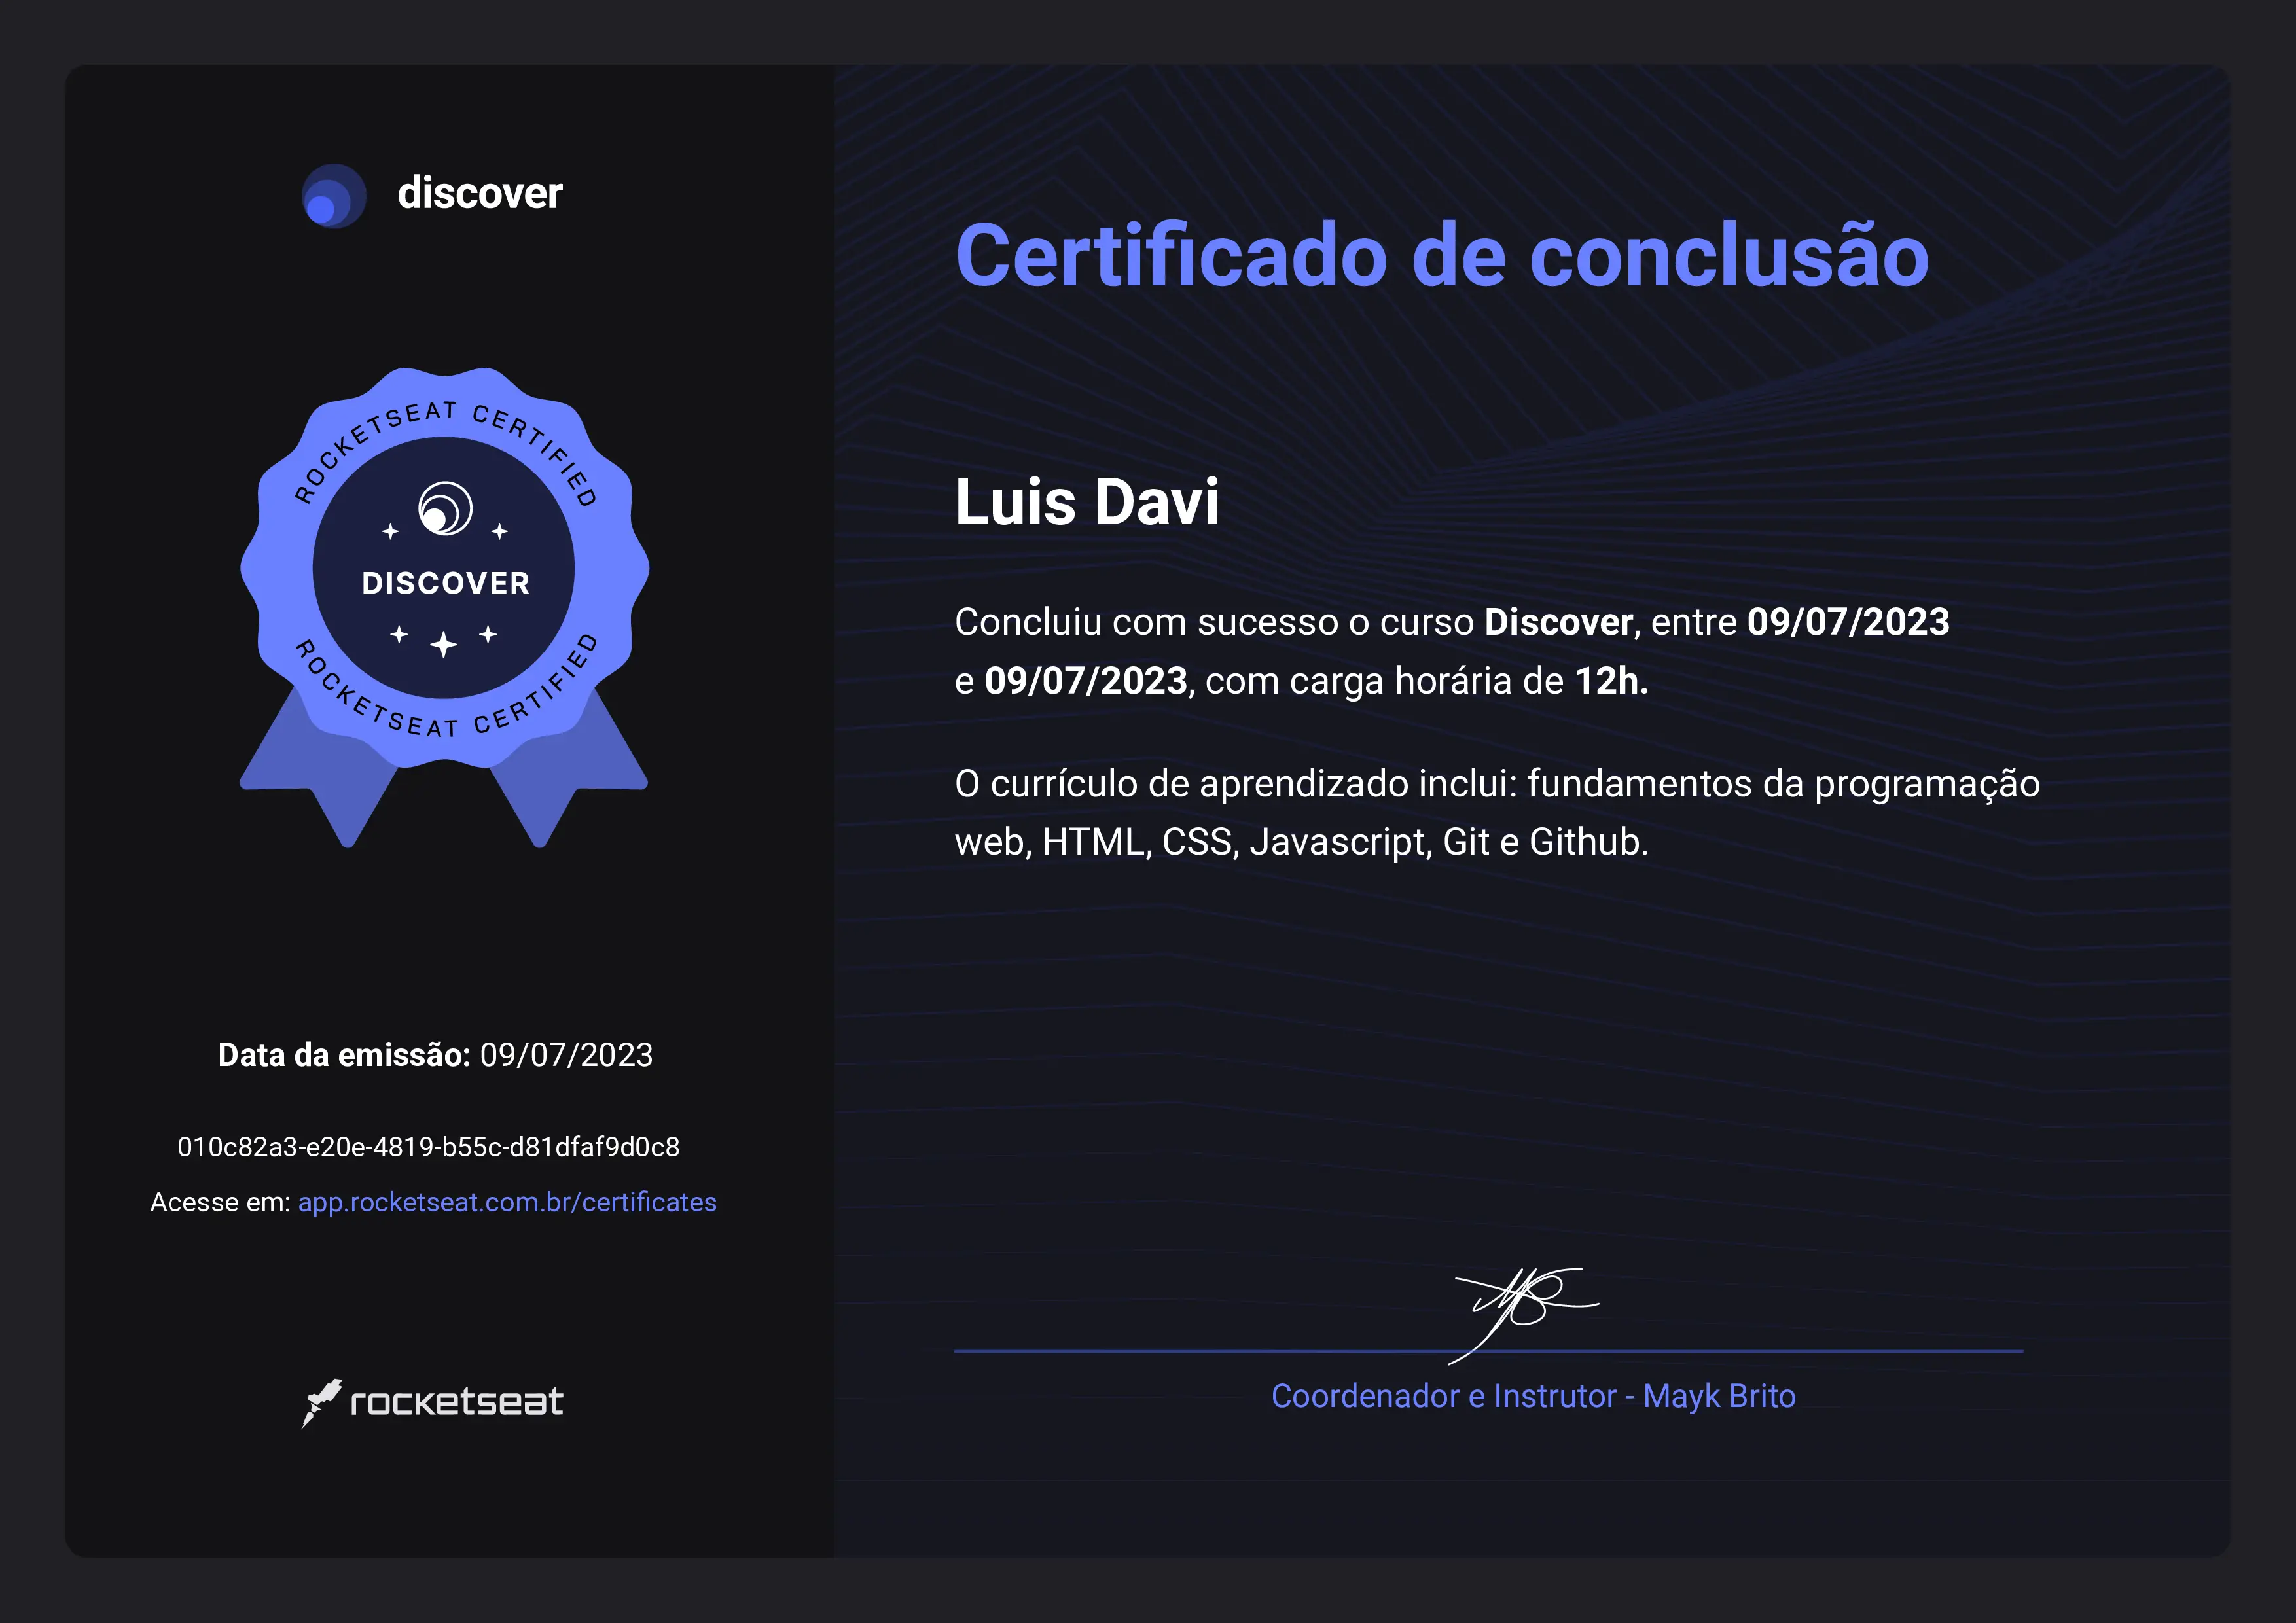 discover
ROCKETSEAT CERTIFIED
DISCOVER
ROCKETSEAT CERTIFIED
Data da emissão: 09/07/2023
010c82a3-e20e-4819-b55c-d81dfaf9d0c8
Acesse em: app.rocketseat.com.br/certificates
rocketseat
Certificado de conclusão
Luis Davi
Concluiu com sucesso o curso Discover, entre 09/07/2023
e 09/07/2023, com carga horária de 12h.
O currículo de aprendizado inclui: fundamentos da programação
web, HTML, CSS, Javascript, Git e Github.
Coordenador e Instrutor - Mayk Brito